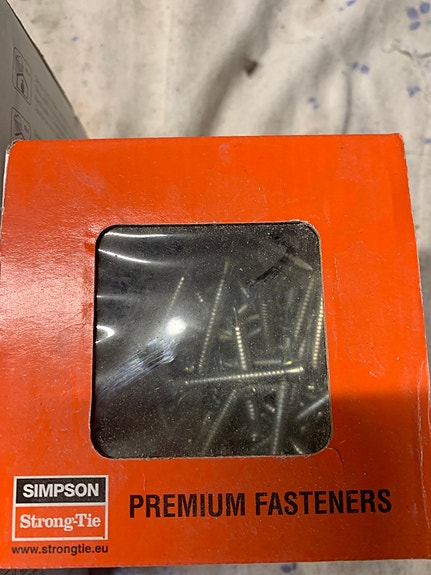 SIMPSON
Strong-Tie
www.strongtie.eu
PREMIUM FASTENERS